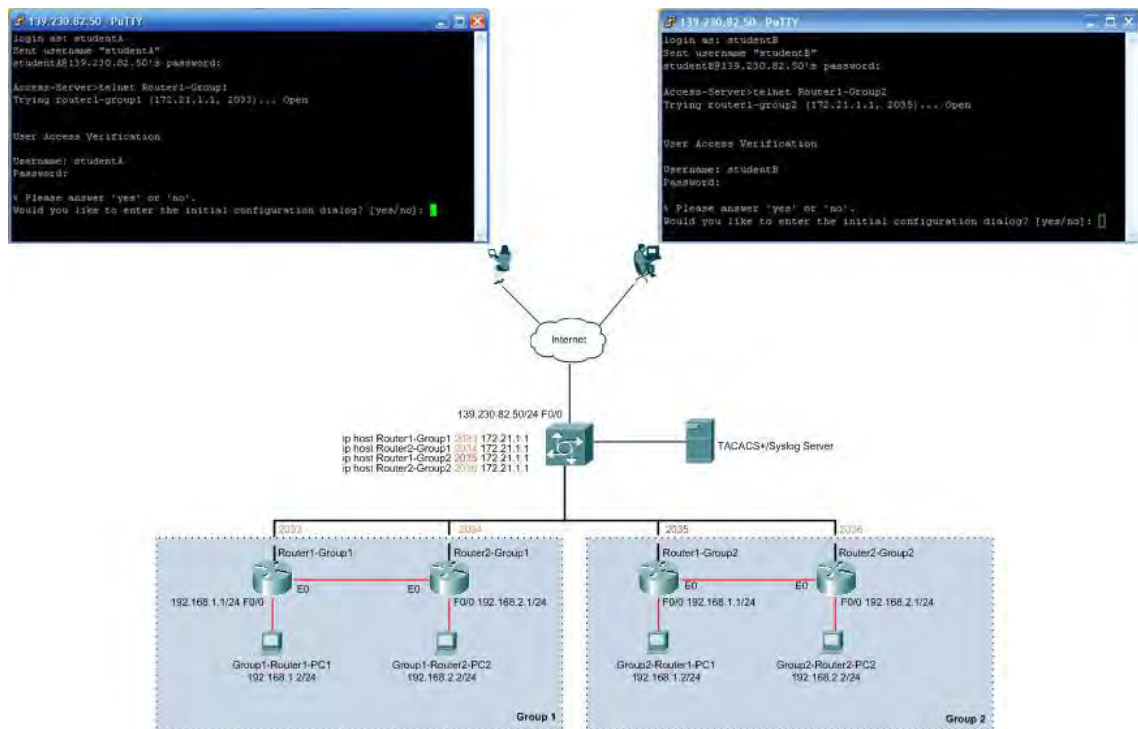 139.230.82.50 - PuTTY
login as: studentA
Sent username "studentA"
studentA@139.230.82.50's password:
Access-Server>telnet Router1-Group1
Trying router1-group1 (172.21.1.1, 2033)... Open
User Access Verification
Username: studentA
Password:
% Please answer 'yes' or 'no'.
Would you like to enter the initial configuration dialog? [yes/no]:
139.230.82.50 - PuTTY
login as: studentB
Sent username "studentB"
studentB@139.230.82.50's password:
Access-Server>telnet Router1-Group2
Trying router1-group2 (172.21.1.1, 2035)... Open
User Access Verification
Username: studentB
Password:
% Please answer 'yes' or 'no'.
Would you like to enter the initial configuration dialog? [yes/no]:
Internet
139.230.82.50/24 F0/0
ip host Router1-Group1 2033 172.21.1.1
ip host Router2-Group1 2034 172.21.1.1
ip host Router1-Group2 2035 172.21.1.1
ip host Router2-Group2 2036 172.21.1.1
TACACS+/Syslog Server
2033 2034 2035 2036
Router1-Group1 Router2-Group1 Router1-Group2 Router2-Group2
E0 E0 E0 E0
192.168.1.1/24 F0/0 F0/0 192.168.2.1/24 F0/0 192.168.1.1/24 F0/0 192.168.2.1/24
Group1-Router1-PC1 Group1-Router2-PC2 Group2-Router1-PC1 Group2-Router2-PC2
192.168.1.2/24 192.168.2.2/24 192.168.1.2/24 192.168.2.2/24
Group 1 Group 2